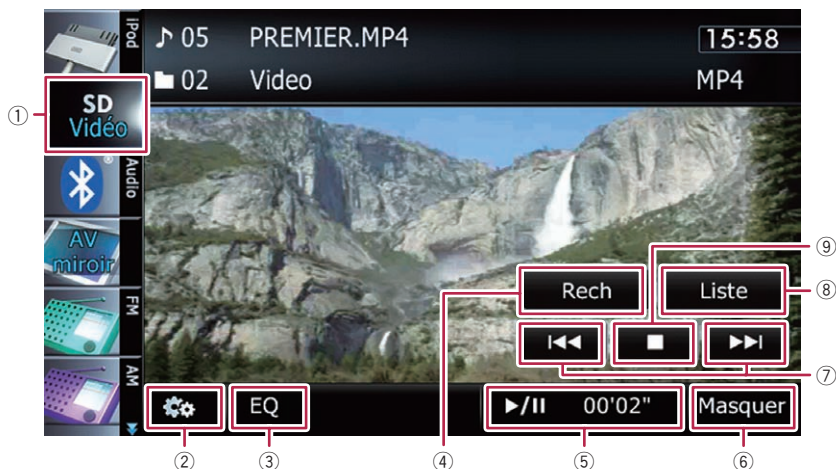 iPod
♪ 05 PREMIER.MP4 15:58
02 Video MP4
① SD
Vidéo
Audio
AV
miroir
⑨
Rech Liste ⑧
FM
⑦
AM
EQ ▶/II 00'02" Masquer
② ③ ④ ⑤ ⑥